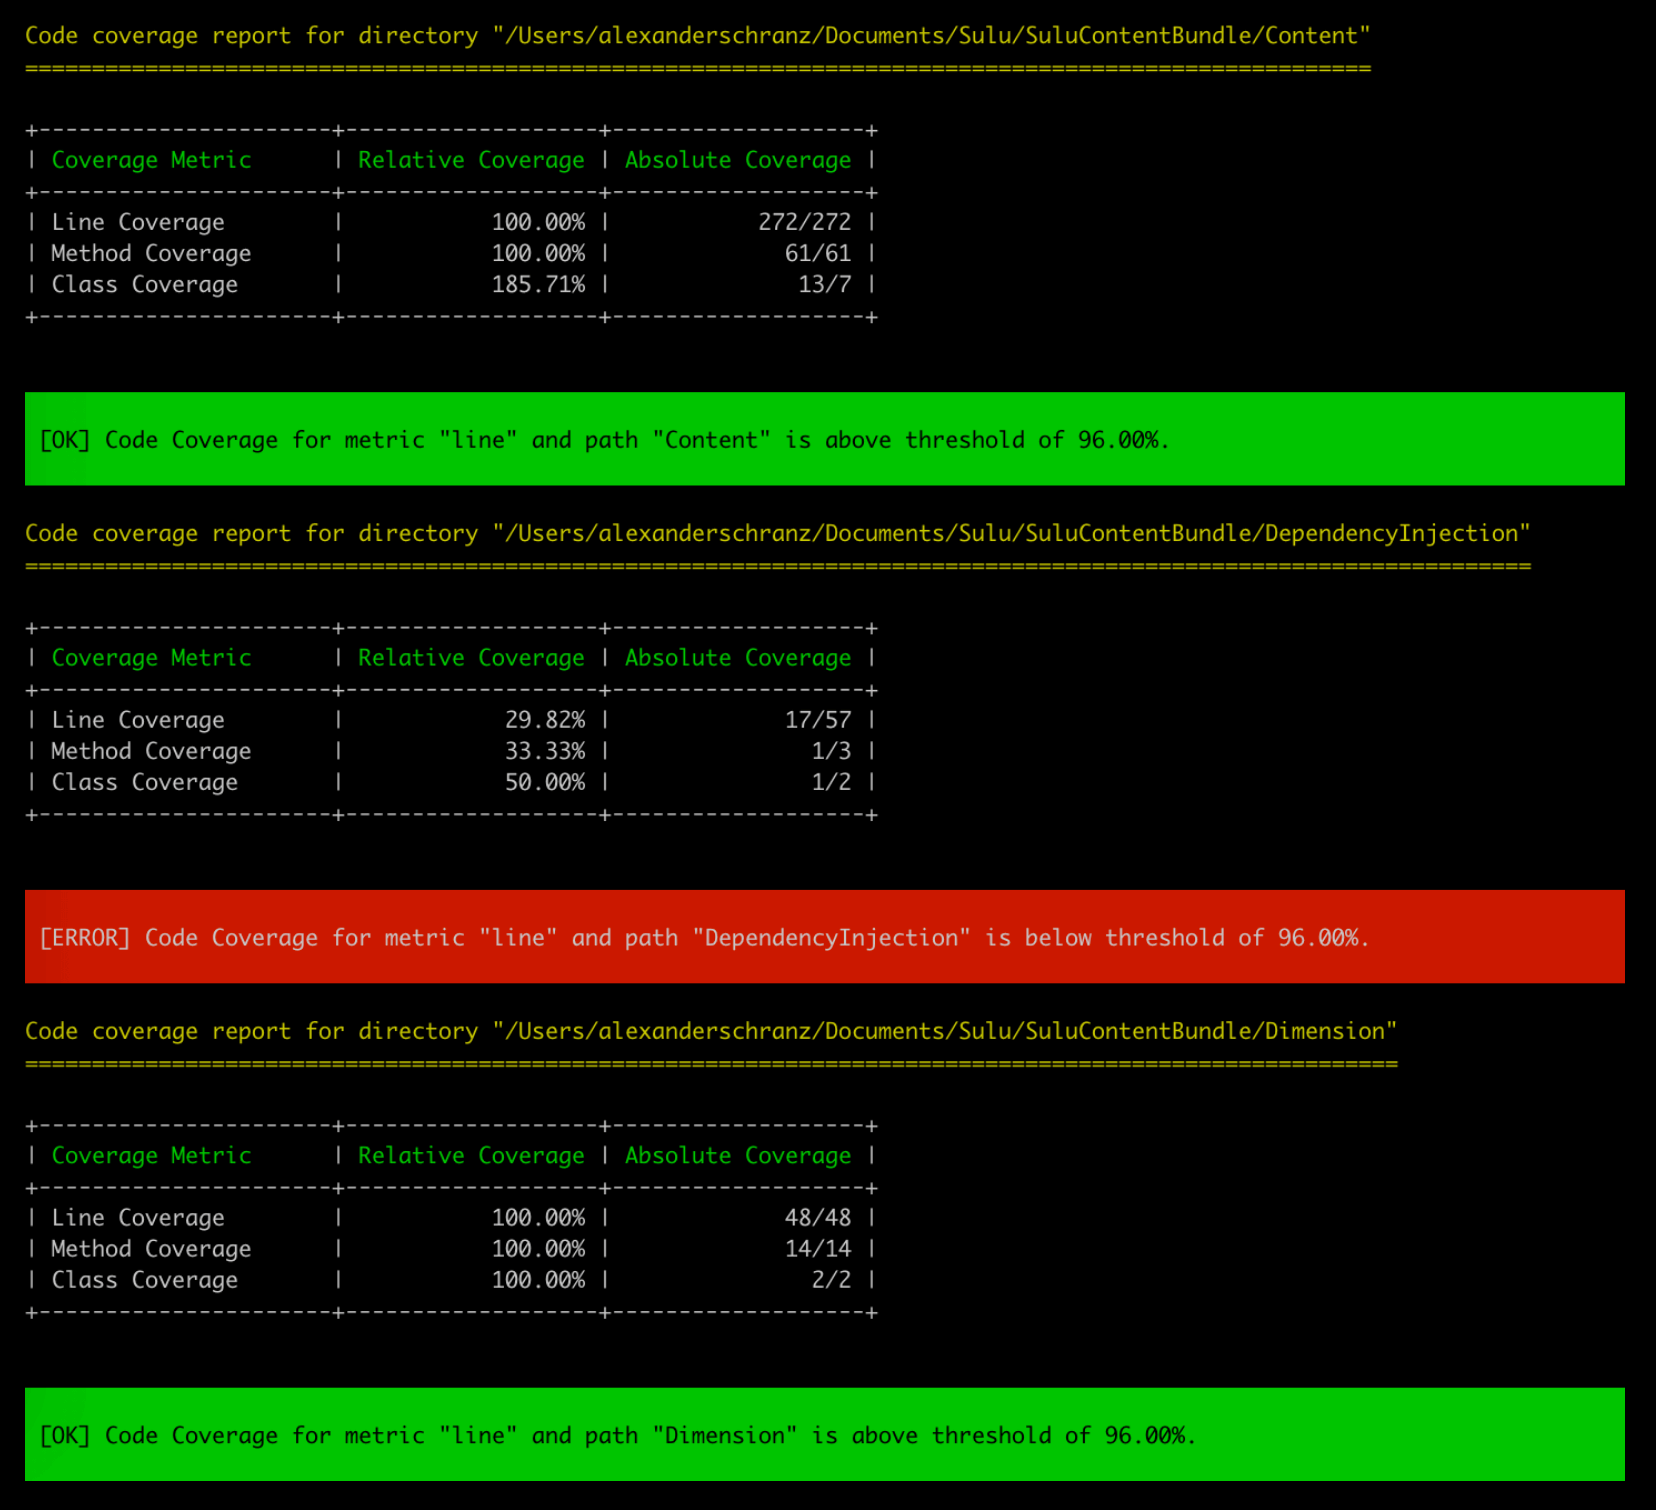 Code coverage report for directory "/Users/alexanderschranz/Documents/Sulu/SuluContentBundle/Content"
=====================================================================================================
+----------------------+-------------------+-------------------+
| Coverage Metric      | Relative Coverage | Absolute Coverage |
+----------------------+-------------------+-------------------+
| Line Coverage        |           100.00% |           272/272 |
| Method Coverage      |           100.00% |             61/61 |
| Class Coverage       |           185.71% |              13/7 |
+----------------------+-------------------+-------------------+
[OK] Code Coverage for metric "line" and path "Content" is above threshold of 96.00%.
Code coverage report for directory "/Users/alexanderschranz/Documents/Sulu/SuluContentBundle/DependencyInjection"
=================================================================================================================
+----------------------+-------------------+-------------------+
| Coverage Metric      | Relative Coverage | Absolute Coverage |
+----------------------+-------------------+-------------------+
| Line Coverage        |            29.82% |             17/57 |
| Method Coverage      |            33.33% |               1/3 |
| Class Coverage       |            50.00% |               1/2 |
+----------------------+-------------------+-------------------+
[ERROR] Code Coverage for metric "line" and path "DependencyInjection" is below threshold of 96.00%.
Code coverage report for directory "/Users/alexanderschranz/Documents/Sulu/SuluContentBundle/Dimension"
=======================================================================================================
+----------------------+-------------------+-------------------+
| Coverage Metric      | Relative Coverage | Absolute Coverage |
+----------------------+-------------------+-------------------+
| Line Coverage        |           100.00% |             48/48 |
| Method Coverage      |           100.00% |             14/14 |
| Class Coverage       |           100.00% |               2/2 |
+----------------------+-------------------+-------------------+
[OK] Code Coverage for metric "line" and path "Dimension" is above threshold of 96.00%.